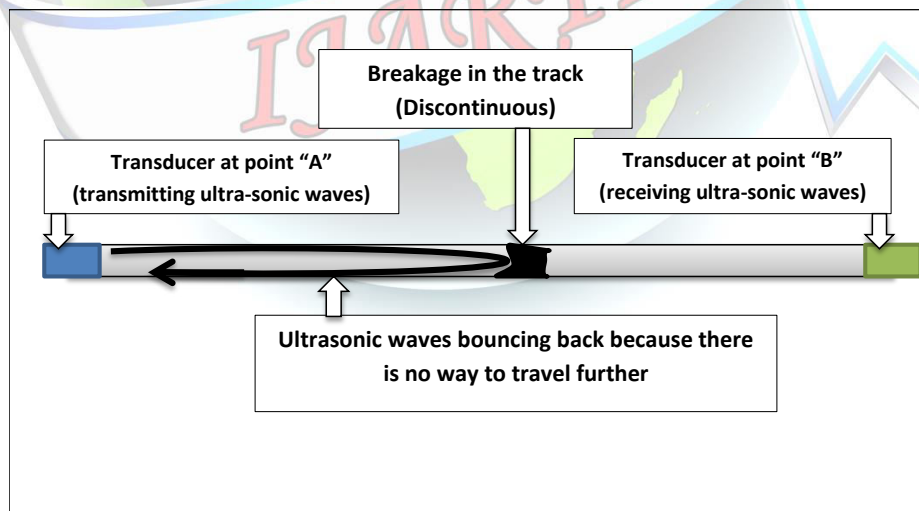 IJARI
Breakage in the track
(Discontinuous)
Transducer at point “A”
(transmitting ultra-sonic waves)
Transducer at point “B”
(receiving ultra-sonic waves)
Ultrasonic waves bouncing back because there
is no way to travel further